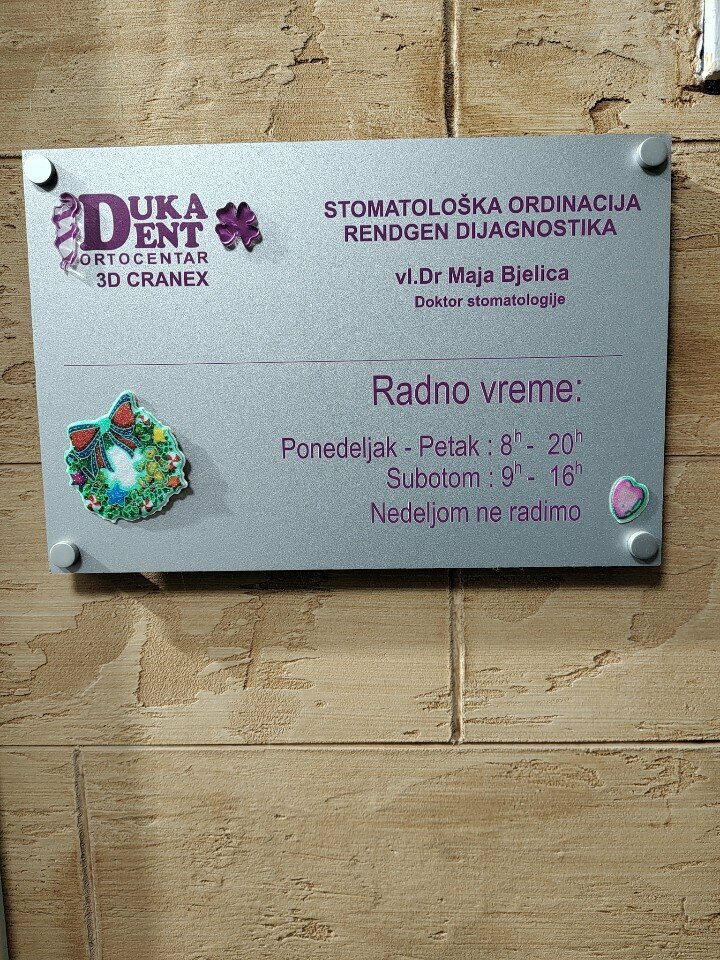 DUKA
DENT
ORTOCENTAR
3D CRANEX
STOMATOLOŠKA ORDINACIJA
RENDGEN DIJAGNOSTIKA
vl.Dr Maja Bjelica
Doktor stomatologije
Radno vreme:
Ponedeljak - Petak : 8h - 20h
Subotom : 9h - 16h
Nedeljom ne radimo